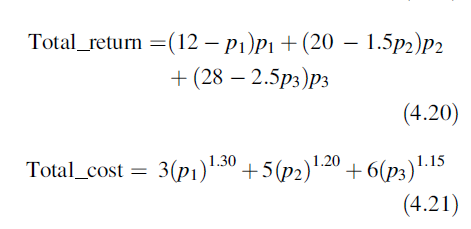 Total_return =(12 − p₁)p₁ + (20 − 1.5p₂)p₂
+ (28 − 2.5p₃)p₃
(4.20)
Total_cost = 3(p₁)^1.30 + 5(p₂)^1.20 + 6(p₃)^1.15
(4.21)